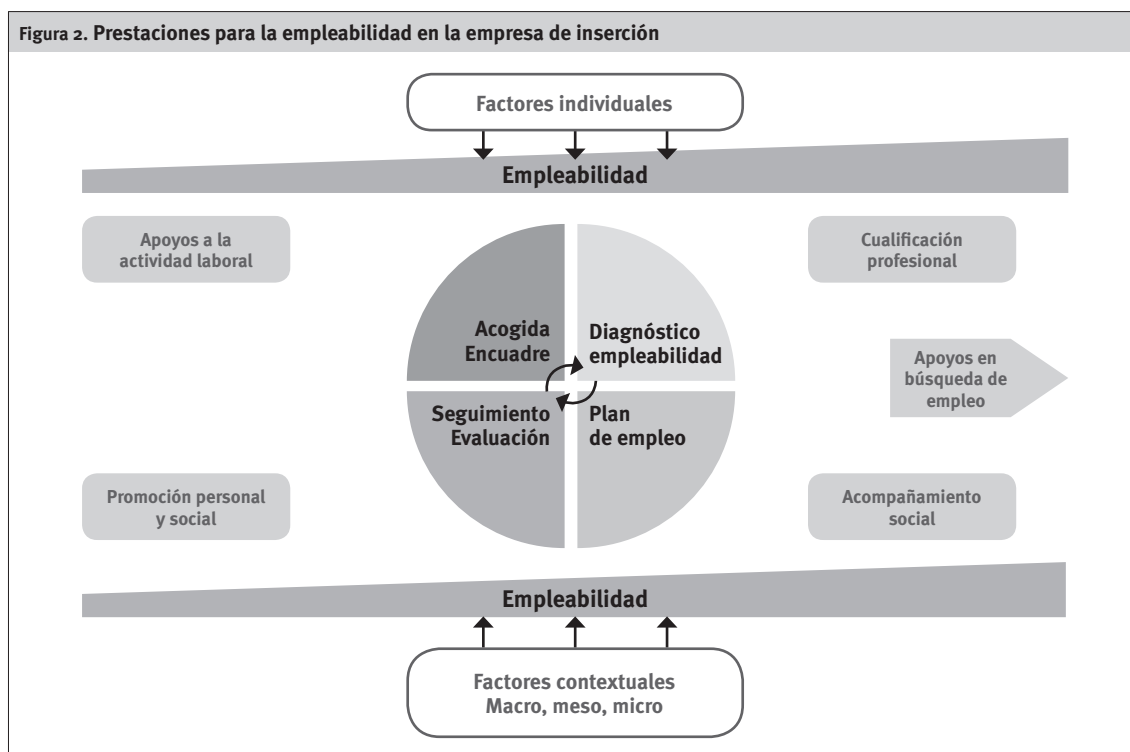 Figura 2. Prestaciones para la empleabilidad en la empresa de inserción
Factores individuales
Empleabilidad
Apoyos a la
actividad laboral
Cualificación
profesional
Acogida
Encuadre
Diagnóstico
empleabilidad
Apoyos en
búsqueda de
empleo
Seguimiento
Evaluación
Plan
de empleo
Promoción personal
y social
Acompañamiento
social
Empleabilidad
Factores contextuales
Macro, meso, micro